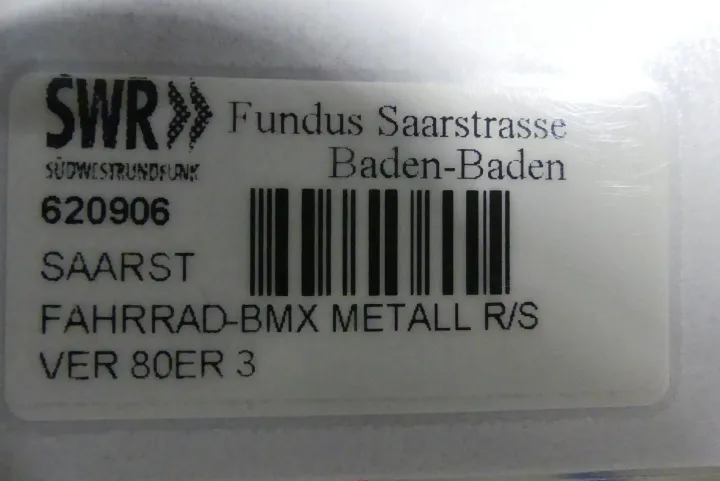 SWR»
Fundus Saarstrasse
SÜDWESTRUNDFUNK
Baden-Baden
620906
SAARST
FAHRRAD-BMX METALL R/S
VER 80ER 3